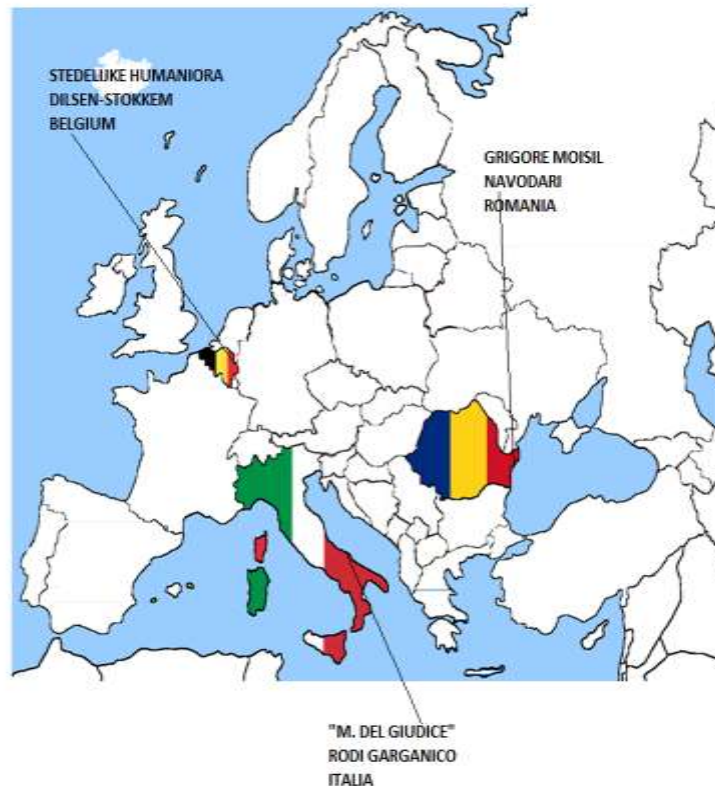 STEDELIJKE HUMANIORA
DILSEN-STOKKEM
BELGIUM
GRIGORE MOISIL
NAVODARI
ROMANIA
"M. DEL GIUDICE"
RODI GARGANICO
ITALIA